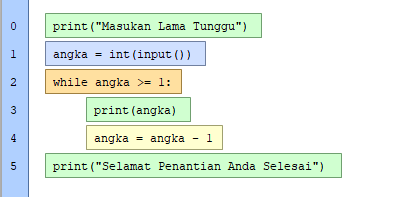 0 print("Masukan Lama Tunggu")
1 angka = int(input())
2 while angka >= 1:
3 print(angka)
4 angka = angka - 1
5 print("Selamat Penantian Anda Selesai")